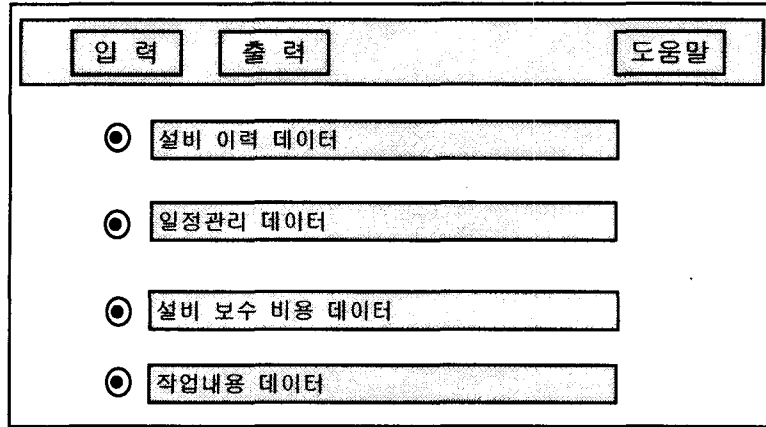 입 력 출 력 도움말
설비 이력 데이터
일정관리 데이터
설비 보수 비용 데이터
작업내용 데이터